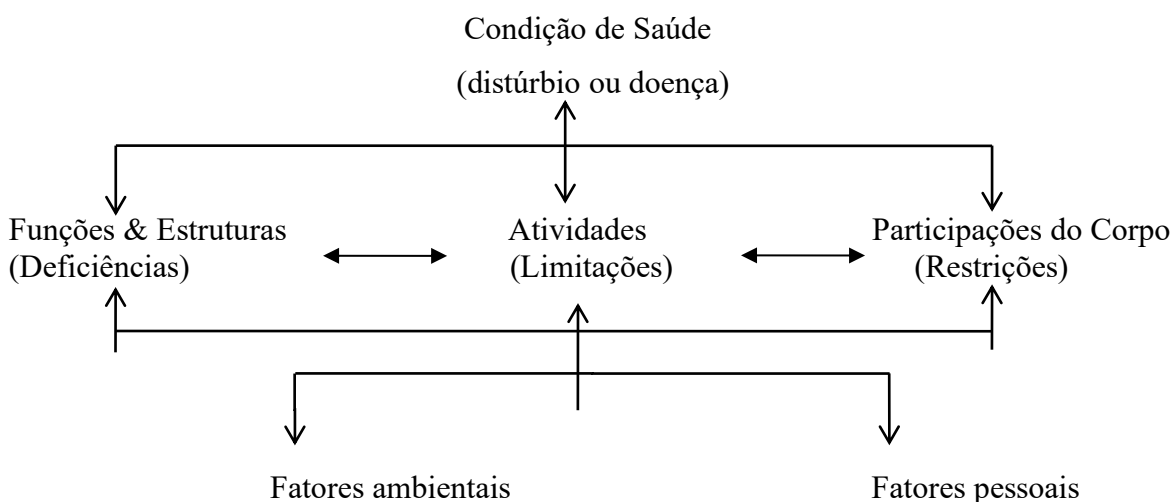 Condição de Saúde
(distúrbio ou doença)
Funções & Estruturas
(Deficiências)
Atividades
(Limitações)
Participações do Corpo
(Restrições)
Fatores ambientais
Fatores pessoais